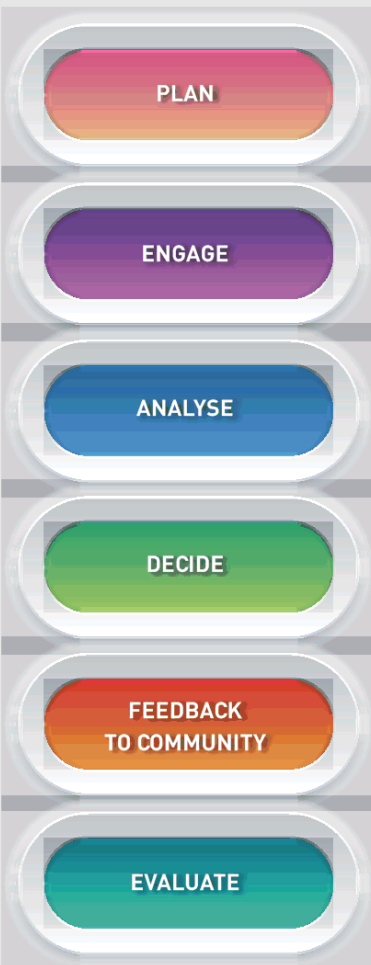 PLAN
ENGAGE
ANALYSE
DECIDE
FEEDBACK
TO COMMUNITY
EVALUATE